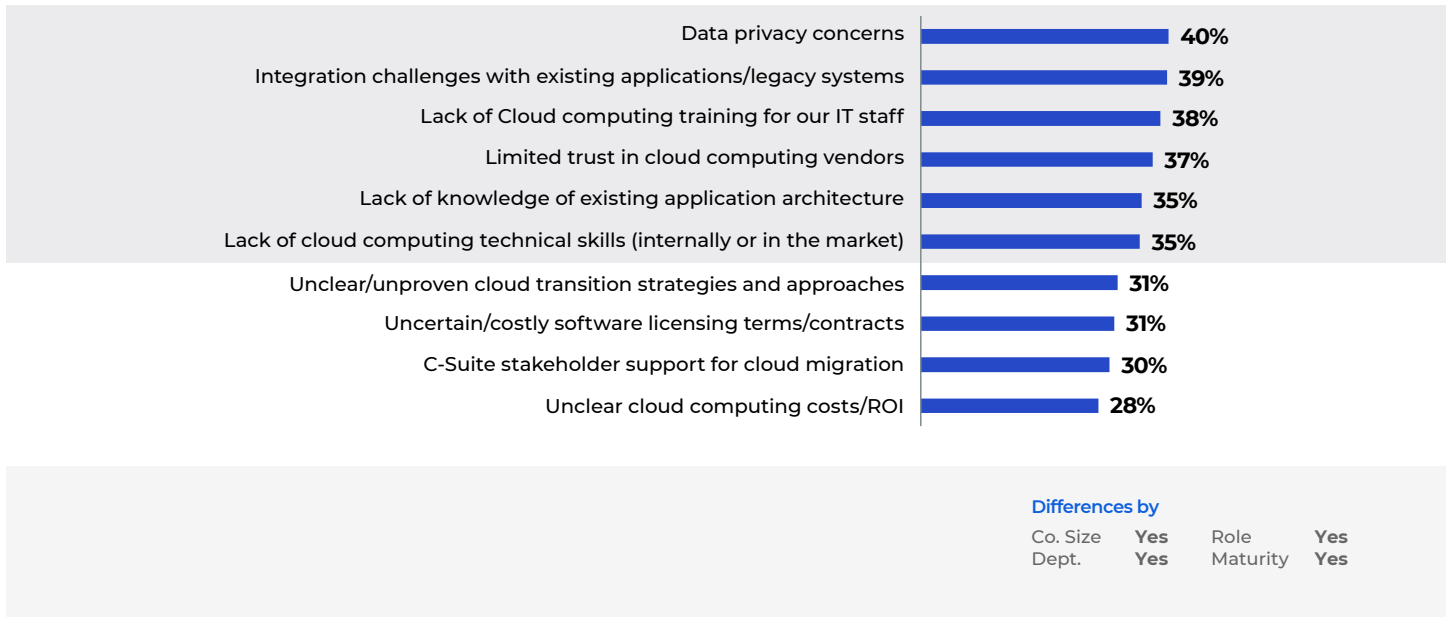 Data privacy concerns 40%
Integration challenges with existing applications/legacy systems 39%
Lack of Cloud computing training for our IT staff 38%
Limited trust in cloud computing vendors 37%
Lack of knowledge of existing application architecture 35%
Lack of cloud computing technical skills (internally or in the market) 35%
Unclear/unproven cloud transition strategies and approaches 31%
Uncertain/costly software licensing terms/contracts 31%
C-Suite stakeholder support for cloud migration 30%
Unclear cloud computing costs/ROI 28%
Differences by
Co. Size Yes Role Yes
Dept. Yes Maturity Yes